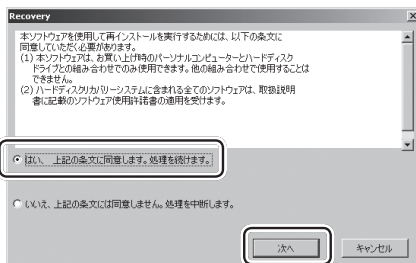 Recovery
本ソフトウェアを使用して再インストールを実行するためには、以下の条文に
同意していただく必要があります。
(1) 本ソフトウェアは、お買い上げ時のパーソナルコンピューターとハードディスク
ドライブとの組み合わせでのみ使用できます。他の組み合わせで使用することは
できません。
(2) ハードディスクリカバリーシステムに含まれる全てのソフトウェアは、取扱説明
書に記載のソフトウェア使用許諾書の適用を受けます。
はい、上記の条文に同意します。処理を続けます。
いいえ、上記の条文には同意しません。処理を中断します。
次へ
キャンセル